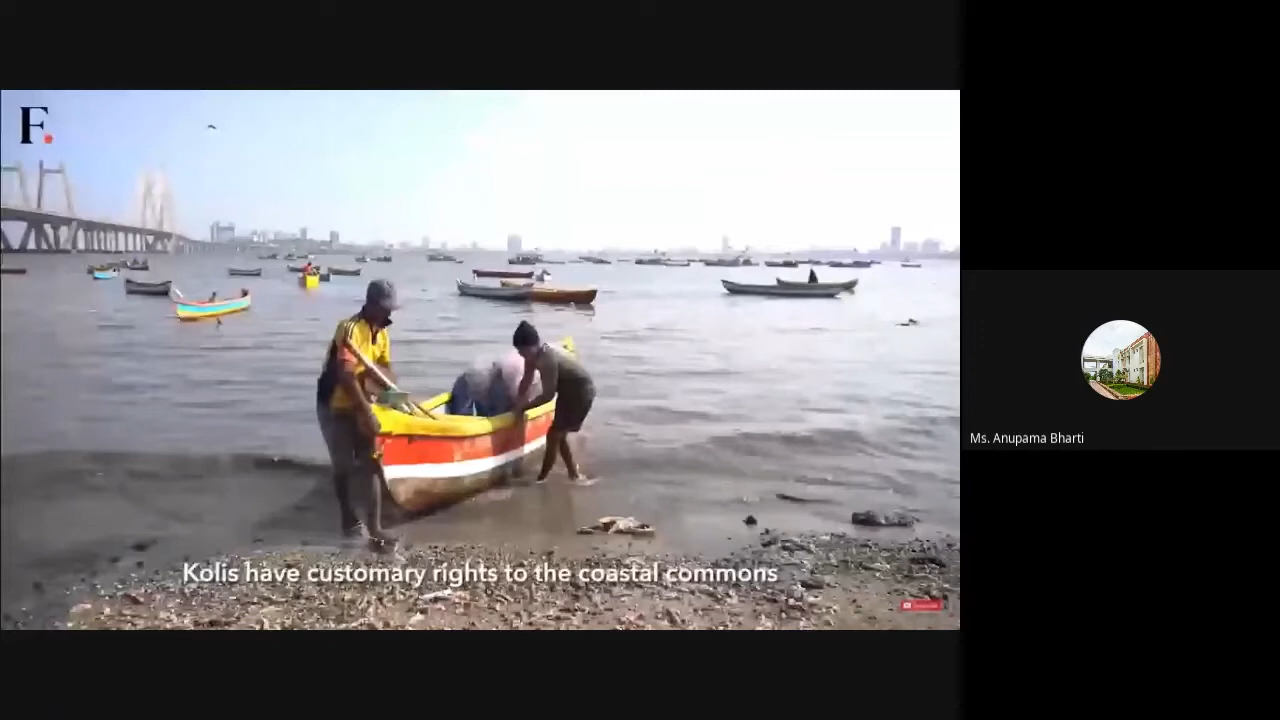 F.
Kolis have customary rights to the coastal commons
Ms. Anupama Bharti